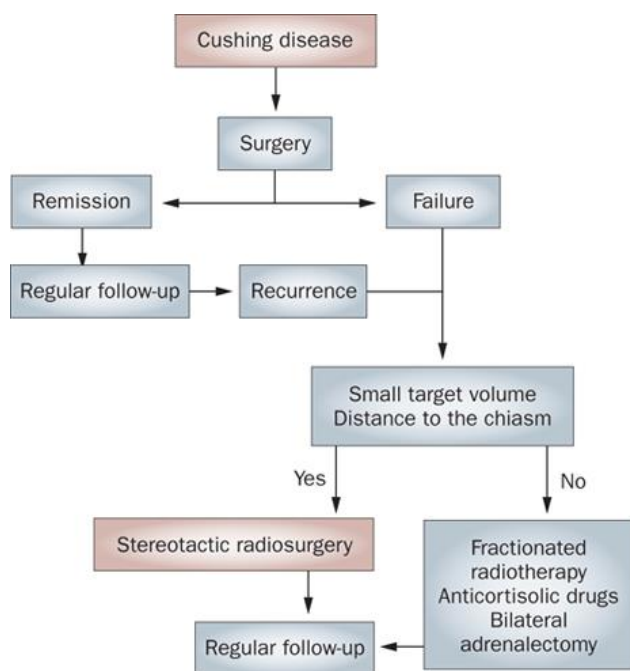 Cushing disease
Surgery
Remission
Failure
Regular follow-up
Recurrence
Small target volume
Distance to the chiasm
Yes
No
Stereotactic radiosurgery
Fractionated
radiotherapy
Anticortisolic drugs
Bilateral
adrenalectomy
Regular follow-up